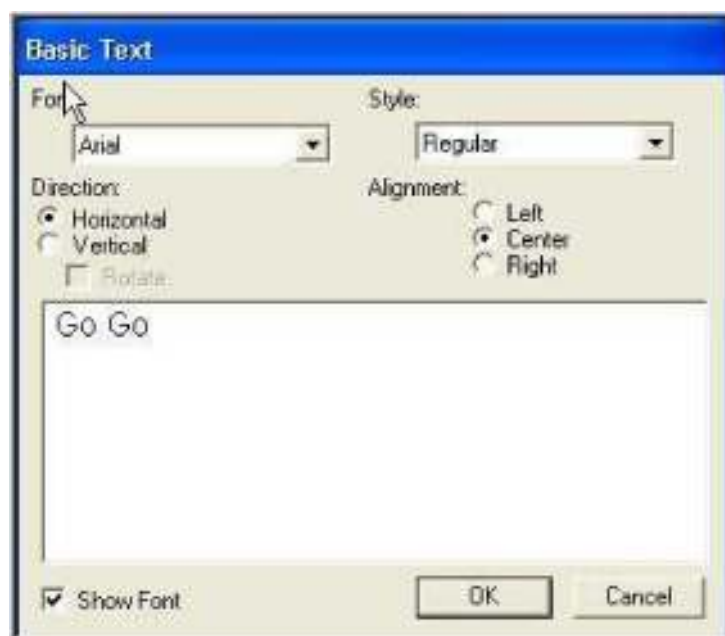 Basic Text
Style:
Arial
Regular
Direction:
Alignment:
Horizontal
Left
Vertical
Center
Rotate
Right
Go Go
Show Font
OK
Cancel